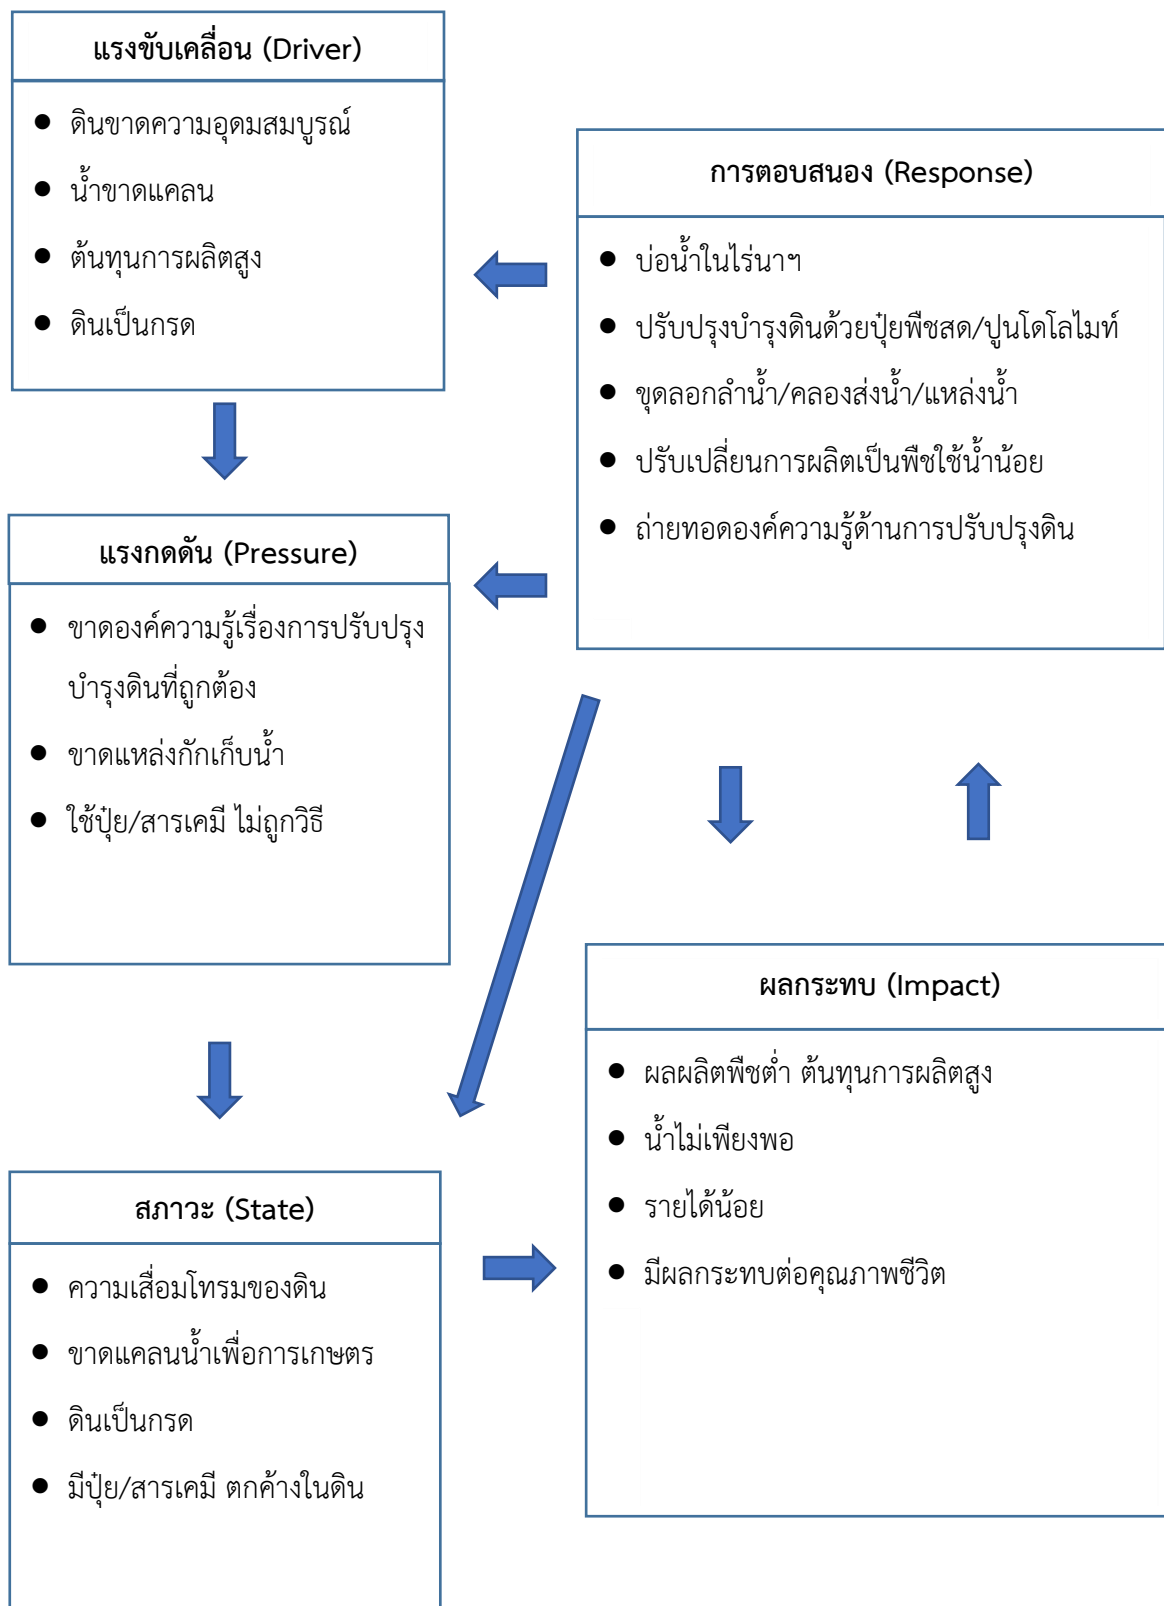 แรงขับเคลื่อน (Driver)
● ดินขาดความอุดมสมบูรณ์
● น้ำขาดแคลน
● ต้นทุนการผลิตสูง
● ดินเป็นกรด
การตอบสนอง (Response)
● บ่อน้ำในไร่นาฯ
● ปรับปรุงบำรุงดินด้วยปุ๋ยพืชสด/ปูนโดโลไมท์
● ขุดลอกลำน้ำ/คลองส่งน้ำ/แหล่งน้ำ
● ปรับเปลี่ยนการผลิตเป็นพืชใช้น้ำน้อย
● ถ่ายทอดองค์ความรู้ด้านการปรับปรุงดิน
แรงกดดัน (Pressure)
● ขาดองค์ความรู้เรื่องการปรับปรุง
บำรุงดินที่ถูกต้อง
● ขาดแหล่งกักเก็บน้ำ
● ใช้ปุ๋ย/สารเคมี ไม่ถูกวิธี
ผลกระทบ (Impact)
● ผลผลิตพืชต่ำ ต้นทุนการผลิตสูง
● น้ำไม่เพียงพอ
● รายได้น้อย
● มีผลกระทบต่อคุณภาพชีวิต
สภาวะ (State)
● ความเสื่อมโทรมของดิน
● ขาดแคลนน้ำเพื่อการเกษตร
● ดินเป็นกรด
● มีปุ๋ย/สารเคมี ตกค้างในดิน